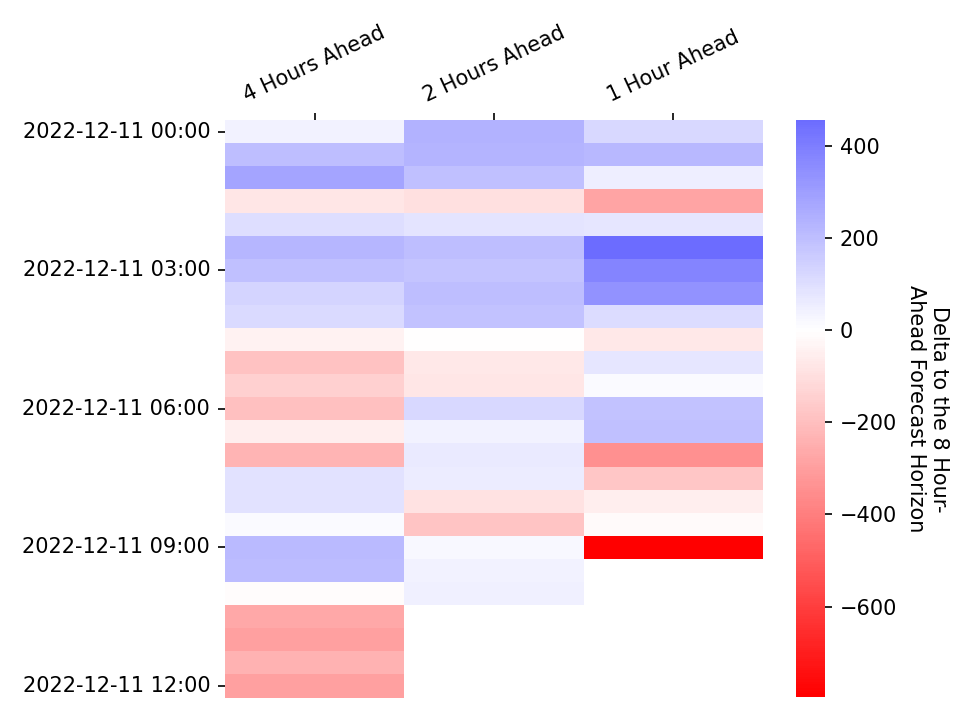 4 Hours Ahead
2 Hours Ahead
1 Hour Ahead
2022-12-11 00:00
2022-12-11 03:00
2022-12-11 06:00
2022-12-11 09:00
2022-12-11 12:00
400
200
0
−200
−400
−600
Delta to the 8 Hour-
Ahead Forecast Horizon